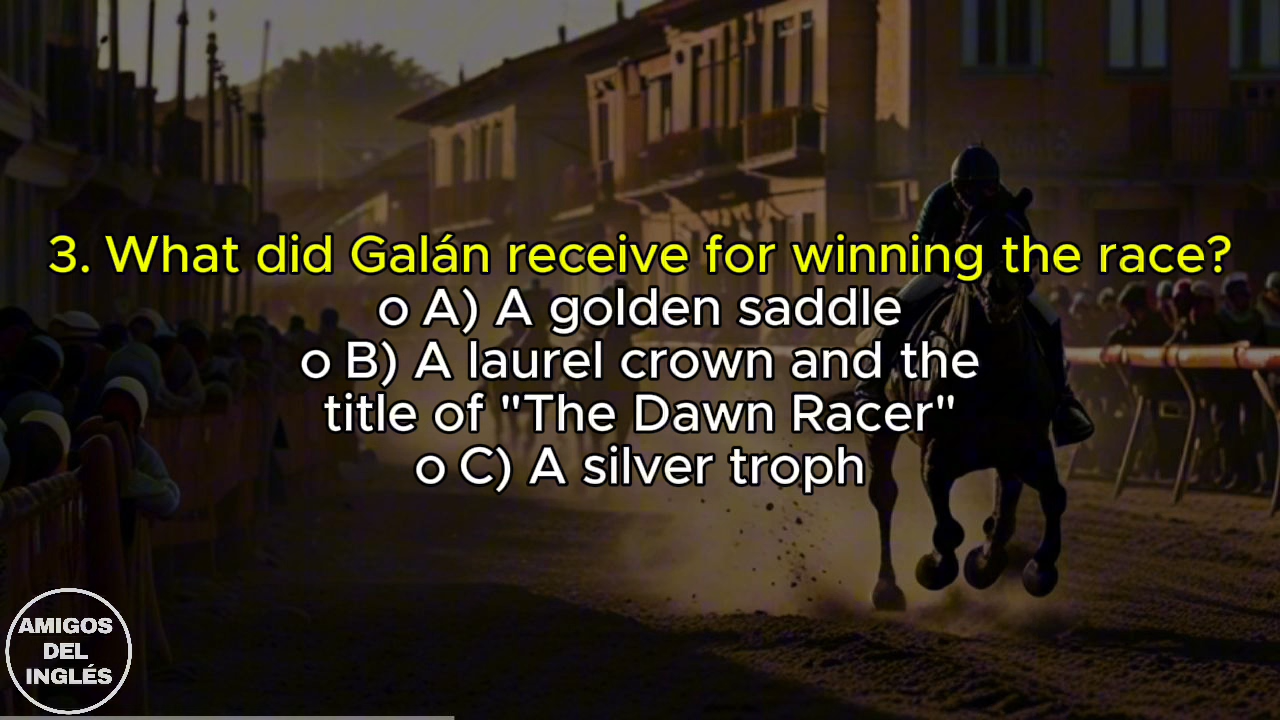 3. What did Galán receive for winning the race?
o A) A golden saddle
o B) A laurel crown and the
title of "The Dawn Racer"
o C) A silver troph
AMIGOS
DEL
INGLÉS